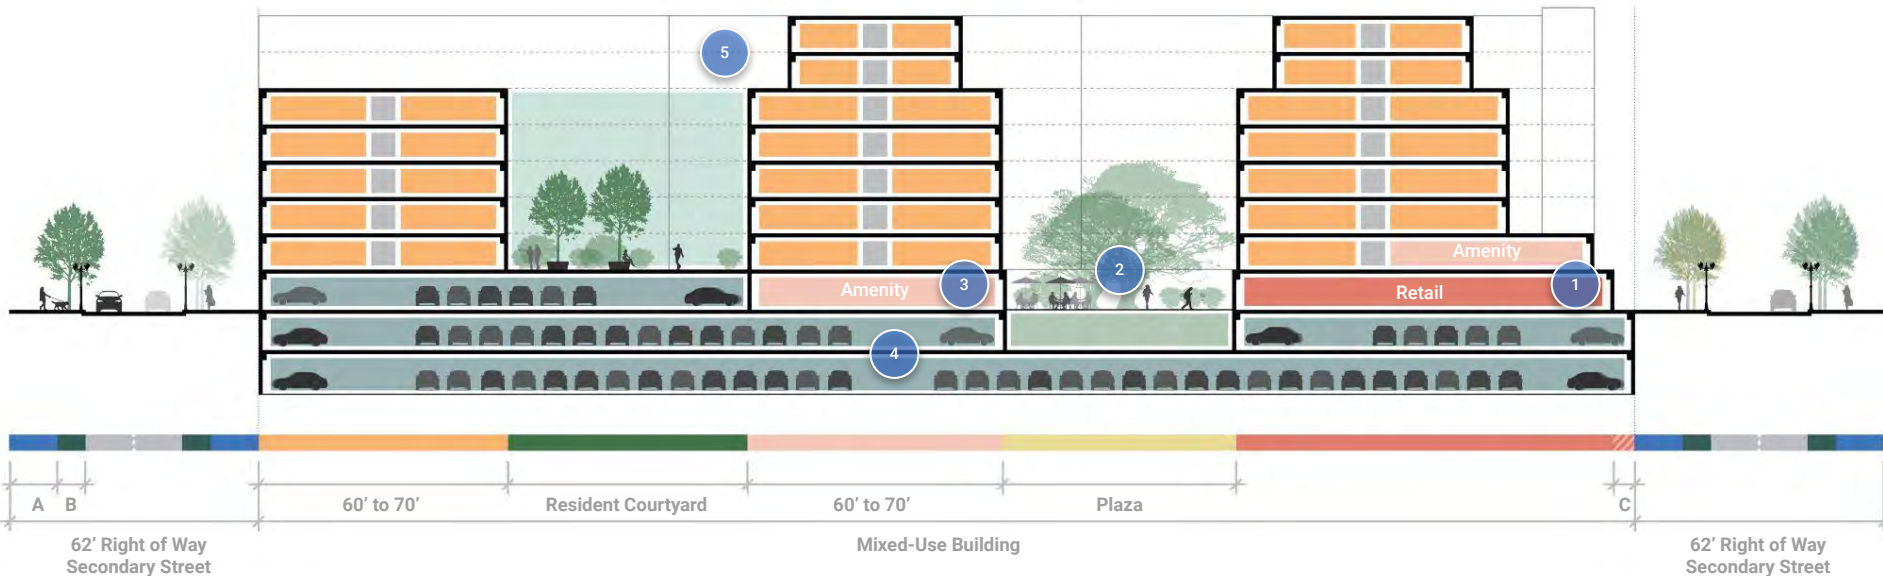 5
Amenity
2
Amenity
3
Retail
1
4
A
B
60’ to 70’
Resident Courtyard
60’ to 70’
Plaza
C
62’ Right of Way
Secondary Street
Mixed-Use Building
62’ Right of Way
Secondary Street